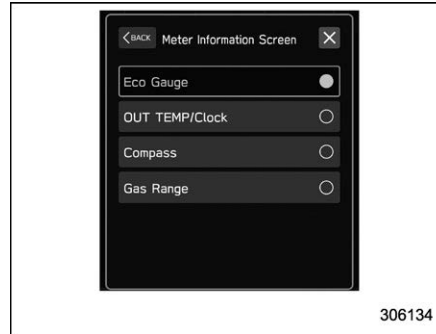 BACK Meter Information Screen
Eco Gauge
OUT TEMP/Clock
Compass
Gas Range
306134